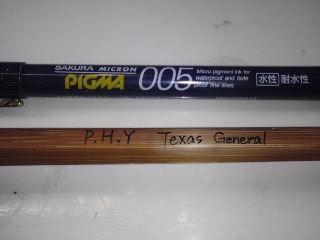 SAKURA MICRON
PIGMA 005
Micro pigment ink for
waterproof and fade
proof fine lines.
水性 耐水性
P.H.Y Texas General